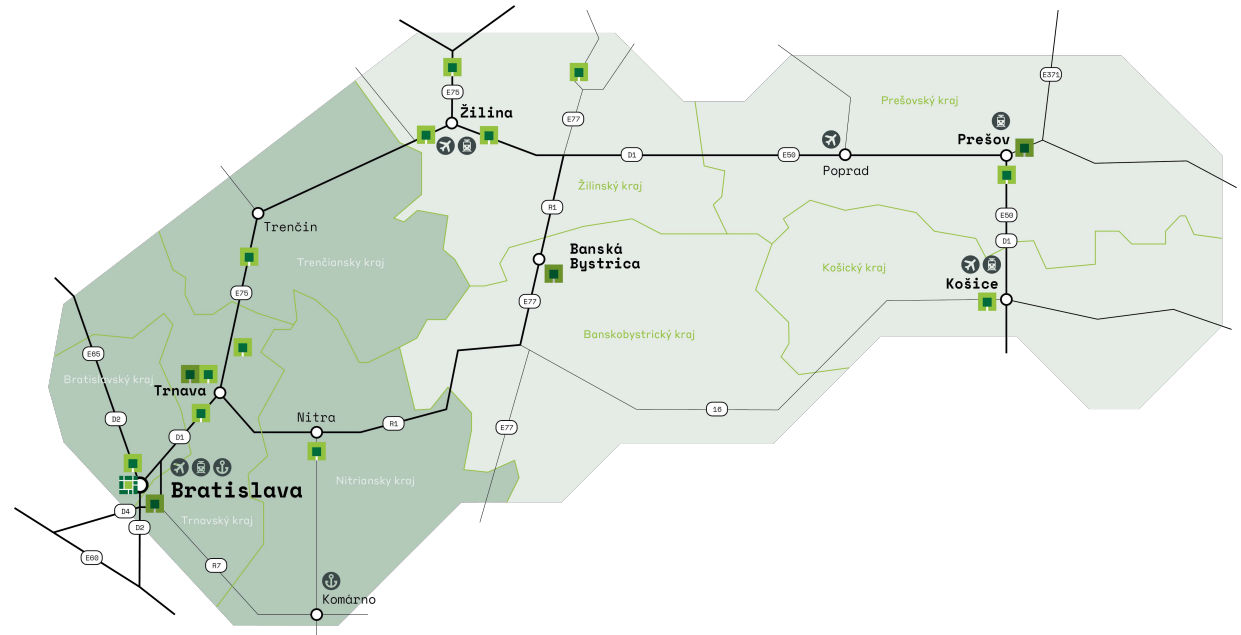 E371
E75
Žilina
Prešovský kraj
E77
Prešov
D1
E50
Poprad
Žilinský kraj
R1
E50
Trenčín
D1
Banská
Bystrica
Trenčiansky kraj
Košický kraj
Košice
E75
E77
Banskobystrický kraj
E65
Bratislavský kraj
Trnava
16
D2
Nitra
R1
E77
D1
Nitriansky kraj
Bratislava
D4
D2
Trnavský kraj
E60
R7
Komárno